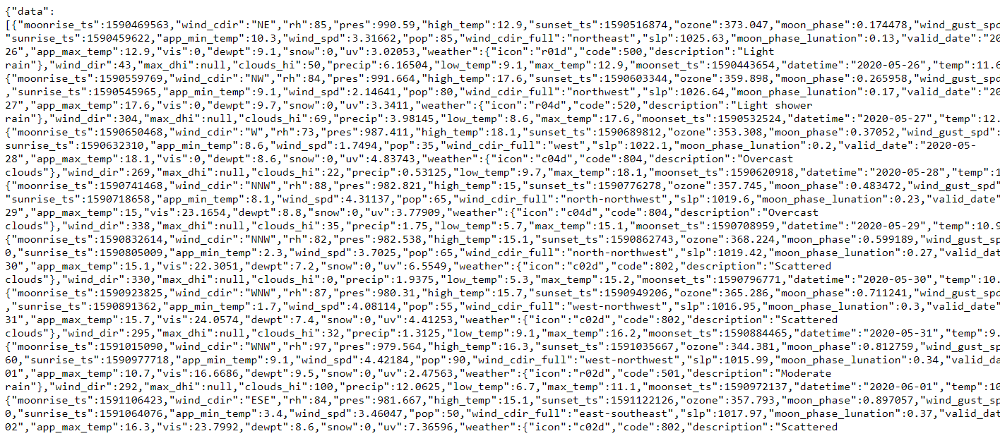 {"data":
[{"moonrise_ts":1590469563,"wind_cdir":"NE","rh":85,"pres":990.59,"high_temp":12.9,"sunset_ts":1590516874,"ozone":373.047,"moon_phase":0.174478,"wind_gust_spd
"sunrise_ts":1590459622,"app_min_temp":10.3,"wind_spd":3.31662,"pop":85,"wind_cdir_full":"northeast","slp":1025.63,"moon_phase_lunation":0.13,"valid_date":"20
26","app_max_temp":12.9,"vis":0,"dewpt":9.1,"snow":0,"uv":3.02053,"weather":{"icon":"r01d","code":500,"description":"Light
rain"},"wind_dir":43,"max_dhi":null,"clouds_hi":50,"precip":6.16504,"low_temp":9.1,"max_temp":12.9,"moonset_ts":1590443654,"datetime":"2020-05-26","temp":11.6
{"moonrise_ts":1590559769,"wind_cdir":"NW","rh":84,"pres":991.664,"high_temp":17.6,"sunset_ts":1590603344,"ozone":359.898,"moon_phase":0.265958,"wind_gust_spd
,"sunrise_ts":1590545965,"app_min_temp":9.1,"wind_spd":2.14641,"pop":80,"wind_cdir_full":"northwest","slp":1026.64,"moon_phase_lunation":0.17,"valid_date":"20
27","app_max_temp":17.6,"vis":0,"dewpt":9.7,"snow":0,"uv":3.3411,"weather":{"icon":"r04d","code":520,"description":"Light shower
rain"},"wind_dir":304,"max_dhi":null,"clouds_hi":69,"precip":3.98145,"low_temp":8.6,"max_temp":17.6,"moonset_ts":1590532524,"datetime":"2020-05-27","temp":12.
{"moonrise_ts":1590650468,"wind_cdir":"W","rh":73,"pres":987.411,"high_temp":18.1,"sunset_ts":1590689812,"ozone":353.308,"moon_phase":0.37052,"wind_gust_spd":
sunrise_ts":1590632310,"app_min_temp":8.6,"wind_spd":1.7494,"pop":35,"wind_cdir_full":"west","slp":1022.1,"moon_phase_lunation":0.2,"valid_date":"2020-05-
28","app_max_temp":18.1,"vis":0,"dewpt":8.6,"snow":0,"uv":4.83743,"weather":{"icon":"c04d","code":804,"description":"Overcast
clouds"},"wind_dir":269,"max_dhi":null,"clouds_hi":22,"precip":0.53125,"low_temp":9.7,"max_temp":18.1,"moonset_ts":1590620918,"datetime":"2020-05-28","temp":1
{"moonrise_ts":1590741468,"wind_cdir":"NNW","rh":88,"pres":982.821,"high_temp":15,"sunset_ts":1590776278,"ozone":357.745,"moon_phase":0.483472,"wind_gust_spd"
"sunrise_ts":1590718658,"app_min_temp":8.1,"wind_spd":4.31137,"pop":65,"wind_cdir_full":"north-northwest","slp":1019.6,"moon_phase_lunation":0.23,"valid_date"
29","app_max_temp":15,"vis":23.1654,"dewpt":8.8,"snow":0,"uv":3.77909,"weather":{"icon":"c04d","code":804,"description":"Overcast
clouds"},"wind_dir":338,"max_dhi":null,"clouds_hi":35,"precip":1.75,"low_temp":5.7,"max_temp":15.1,"moonset_ts":1590708959,"datetime":"2020-05-29","temp":10.9
{"moonrise_ts":1590832614,"wind_cdir":"NNW","rh":82,"pres":982.538,"high_temp":15.1,"sunset_ts":1590862743,"ozone":368.224,"moon_phase":0.599189,"wind_gust_sp
0,"sunrise_ts":1590805009,"app_min_temp":2.3,"wind_spd":3.7025,"pop":65,"wind_cdir_full":"north-northwest","slp":1019.42,"moon_phase_lunation":0.27,"valid_dat
30","app_max_temp":15.1,"vis":22.3051,"dewpt":7.2,"snow":0,"uv":6.5549,"weather":{"icon":"c02d","code":802,"description":"Scattered
clouds"},"wind_dir":330,"max_dhi":null,"clouds_hi":0,"precip":1.9375,"low_temp":5.3,"max_temp":15.2,"moonset_ts":1590796771,"datetime":"2020-05-30","temp":10.
{"moonrise_ts":1590923825,"wind_cdir":"WNW","rh":87,"pres":980.31,"high_temp":15.7,"sunset_ts":1590949206,"ozone":365.286,"moon_phase":0.711241,"wind_gust_spd
,"sunrise_ts":1590891362,"app_min_temp":1.7,"wind_spd":4.08114,"pop":55,"wind_cdir_full":"west-northwest","slp":1016.95,"moon_phase_lunation":0.3,"valid_date"
31","app_max_temp":15.7,"vis":24.0574,"dewpt":7.4,"snow":0,"uv":4.41253,"weather":{"icon":"c02d","code":802,"description":"Scattered
clouds"},"wind_dir":295,"max_dhi":null,"clouds_hi":32,"precip":1.3125,"low_temp":9.1,"max_temp":16.2,"moonset_ts":1590884465,"datetime":"2020-05-31","temp":9.
{"moonrise_ts":1591015090,"wind_cdir":"WNW","rh":97,"pres":979.564,"high_temp":16.3,"sunset_ts":1591035667,"ozone":344.381,"moon_phase":0.812759,"wind_gust_sp
60,"sunrise_ts":1590977718,"app_min_temp":9.1,"wind_spd":4.42184,"pop":90,"wind_cdir_full":"west-northwest","slp":1015.99,"moon_phase_lunation":0.34,"valid_da
01","app_max_temp":10.7,"vis":16.6686,"dewpt":9.5,"snow":0,"uv":2.47563,"weather":{"icon":"r02d","code":501,"description":"Moderate
rain"},"wind_dir":292,"max_dhi":null,"clouds_hi":100,"precip":12.0625,"low_temp":6.7,"max_temp":11.1,"moonset_ts":1590972137,"datetime":"2020-06-01","temp":10
{"moonrise_ts":1591106423,"wind_cdir":"ESE","rh":84,"pres":981.667,"high_temp":15.1,"sunset_ts":1591122126,"ozone":357.793,"moon_phase":0.897057,"wind_gust_sp
0,"sunrise_ts":1591064076,"app_min_temp":3.4,"wind_spd":3.46047,"pop":50,"wind_cdir_full":"east-southeast","slp":1017.97,"moon_phase_lunation":0.37,"valid_dat
02","app_max_temp":16.3,"vis":23.7992,"dewpt":8.6,"snow":0,"uv":7.36596,"weather":{"icon":"c02d","code":802,"description":"Scattered